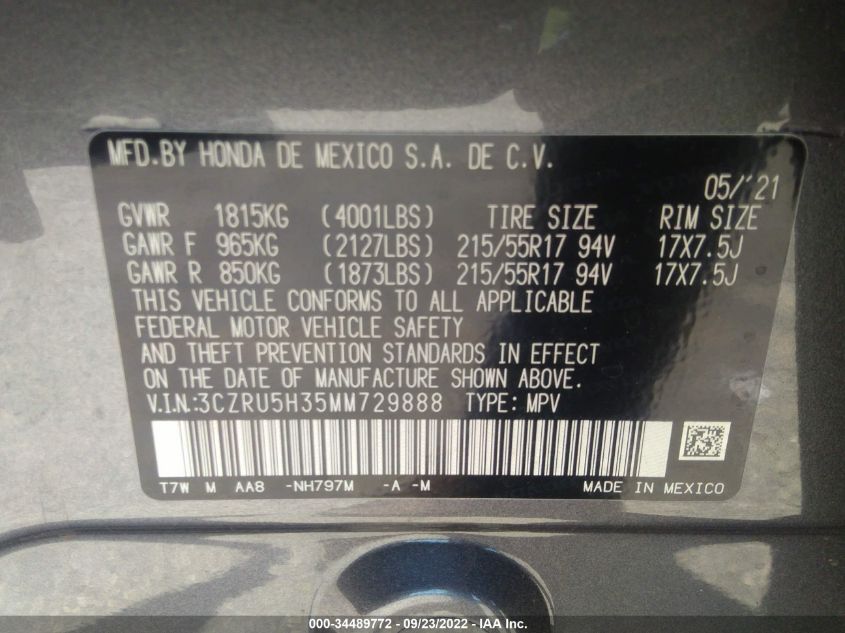 MFD.BY HONDA DE MEXICO S.A. DE C.V.
05/'21
GVWR 1815KG (4001LBS) TIRE SIZE RIM SIZE
GAWR F 965KG (2127LBS) 215/55R17 94V 17X7.5J
GAWR R 850KG (1873LBS) 215/55R17 94V 17X7.5J
THIS VEHICLE CONFORMS TO ALL APPLICABLE
FEDERAL MOTOR VEHICLE SAFETY
AND THEFT PREVENTION STANDARDS IN EFFECT
ON THE DATE OF MANUFACTURE SHOWN ABOVE.
V.I.N:3CZRU5H35MM729888 TYPE: MPV
T7W M AA8 -NH797M -A -M MADE IN MEXICO
000-34489772 - 09/23/2022 - IAA Inc.